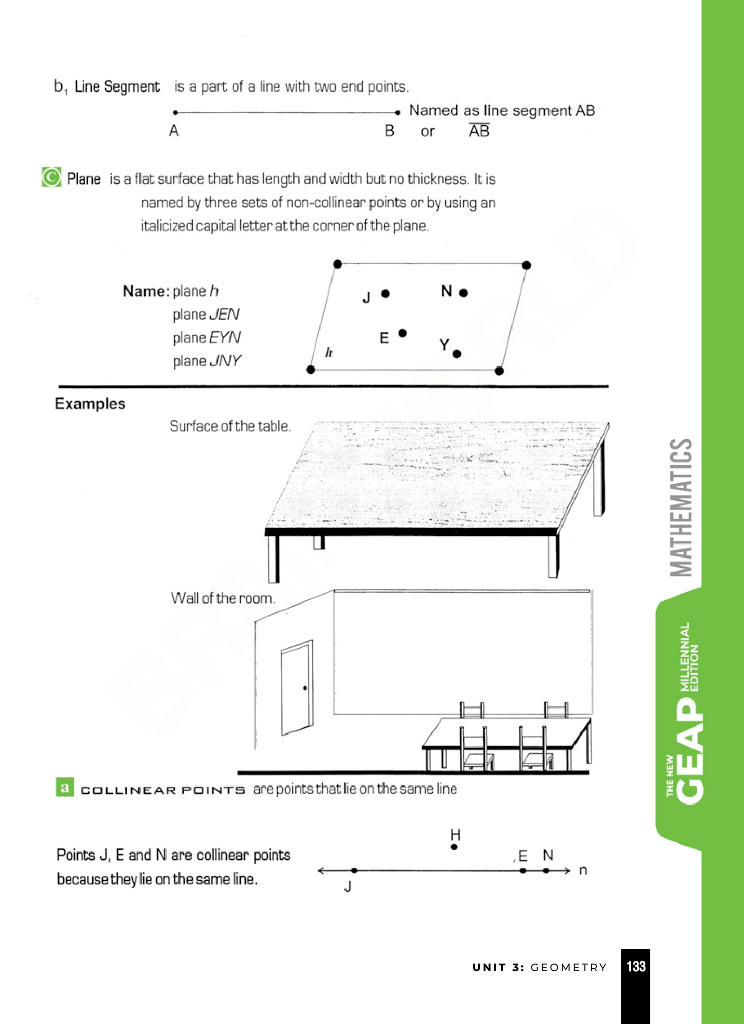 b, Line Segment is a part of a line with two end points.
Named as line segment AB
A B or AB
C Plane is a flat surface that has length and width but no thickness. It is
named by three sets of non-collinear points or by using an
italicized capital letter at the corner of the plane.
Name: plane h
plane JEN
plane EYN
plane JNY
J N
E Y
h
Examples
Surface of the table.
Wall of the room.
a COLLINEAR POINTS are points that lie on the same line
Points J, E and N are collinear points
because they lie on the same line.
H
E N
n
J
UNIT 3: GEOMETRY 133
MATHEMATICS
THE NEW
GEAP
MILLENNIAL
EDITION